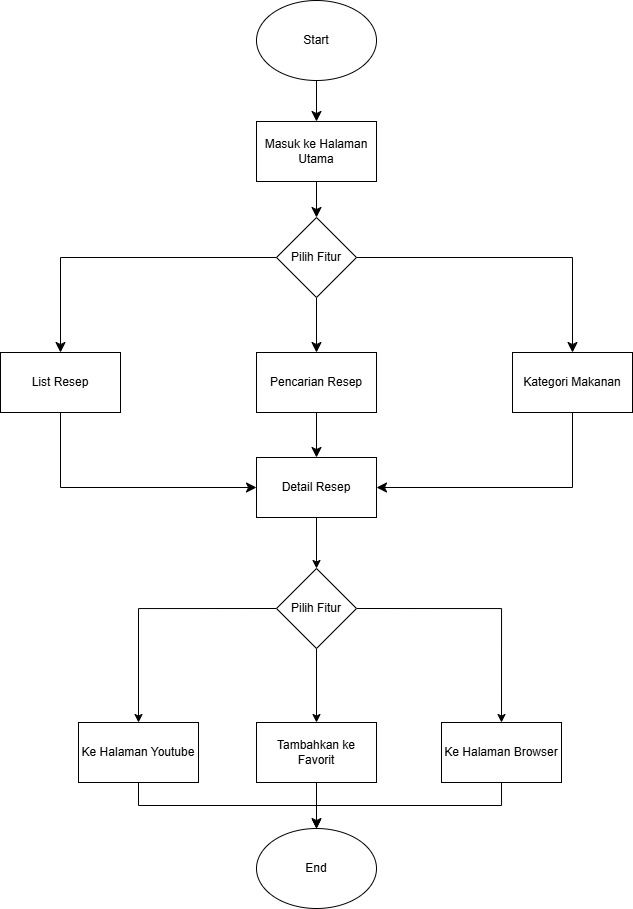 Start
Masuk ke Halaman
Utama
Pilih Fitur
List Resep
Pencarian Resep
Kategori Makanan
Detail Resep
Pilih Fitur
Ke Halaman Youtube
Tambahkan ke
Favorit
Ke Halaman Browser
End